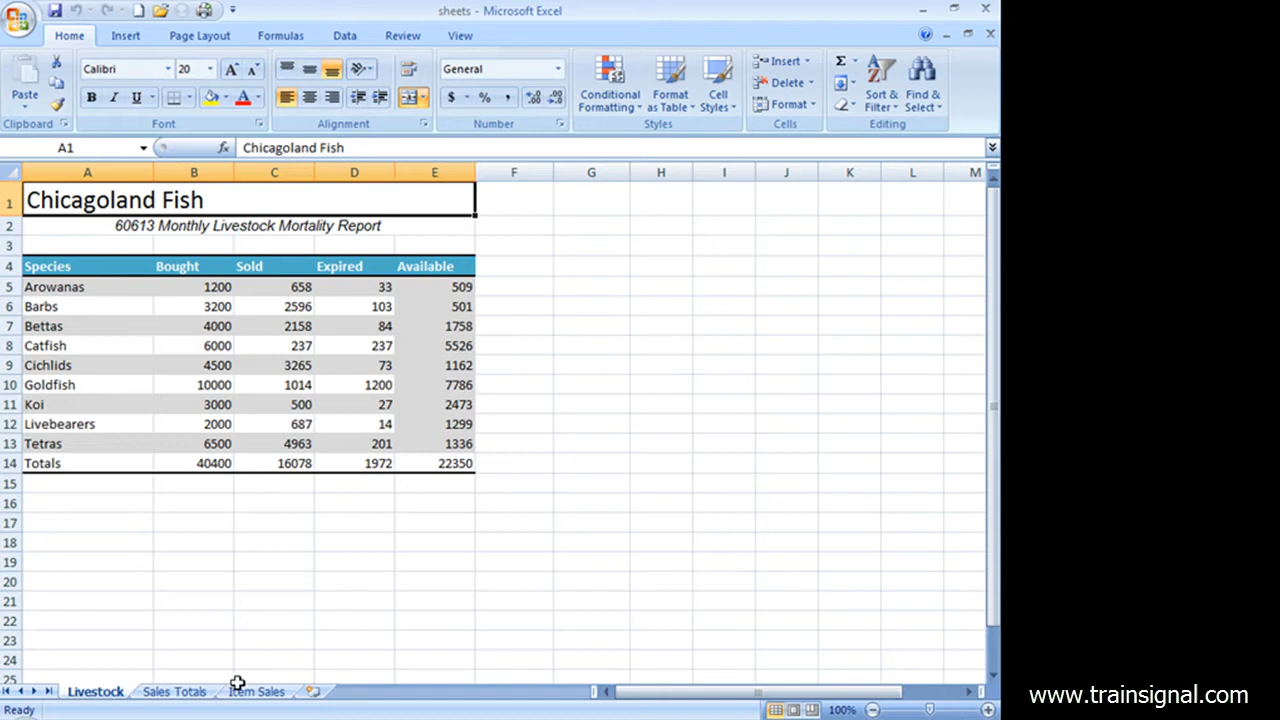 sheets - Microsoft Excel
Home Insert Page Layout Formulas Data Review View
Paste Calibri 20 General Conditional Formatting Format as Table Cell Styles Insert Delete Format Sort & Filter Find & Select
B I U A $ % , Σ
Clipboard Font Alignment Number Styles Cells Editing
A1 fx Chicagoland Fish
A B C D E F G H I J K L M
1 Chicagoland Fish
2 60613 Monthly Livestock Mortality Report
3
4 Species Bought Sold Expired Available
5 Arowanas 1200 658 33 509
6 Barbs 3200 2596 103 501
7 Bettas 4000 2158 84 1758
8 Catfish 6000 237 237 5526
9 Cichlids 4500 3265 73 1162
10 Goldfish 10000 1014 1200 7786
11 Koi 3000 500 27 2473
12 Livebearers 2000 687 14 1299
13 Tetras 6500 4963 201 1336
14 Totals 40400 16078 1972 22350
15
16
17
18
19
20
21
22
23
24
25
Livestock Sales Totals Item Sales
Ready 100%
www.trainsignal.com